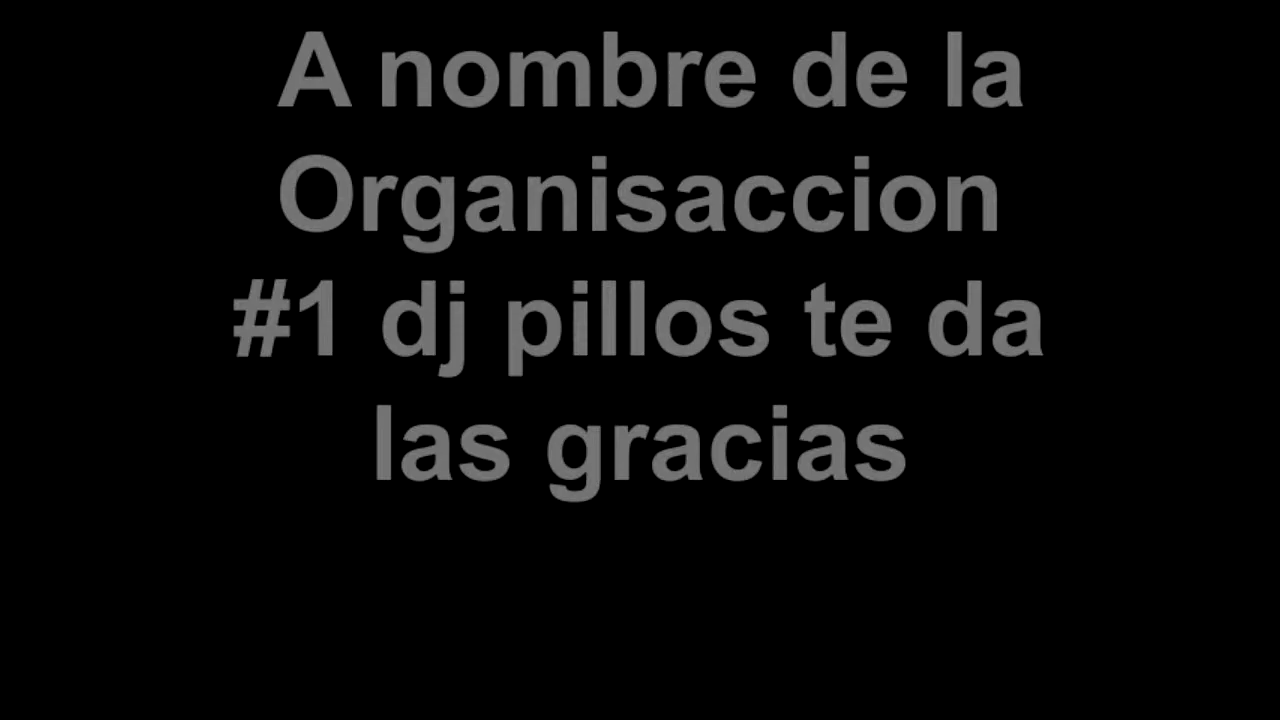 A nombre de la
Organisaccion
#1 dj pillos te da
las gracias